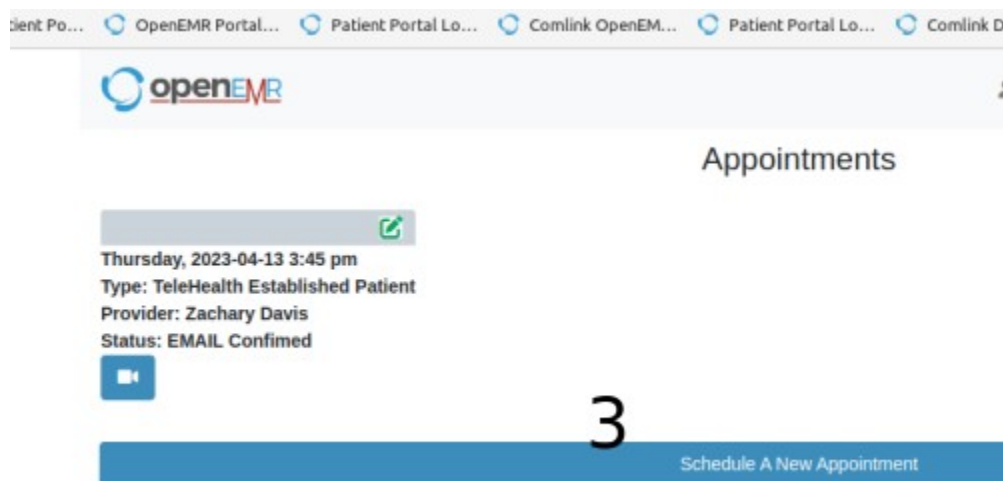 tient Po... OpenEMR Portal... Patient Portal Lo... Comlink OpenEM... Patient Portal Lo... Comlink D
openEMR
Appointments
Thursday, 2023-04-13 3:45 pm
Type: TeleHealth Established Patient
Provider: Zachary Davis
Status: EMAIL Confimed
3
Schedule A New Appointment